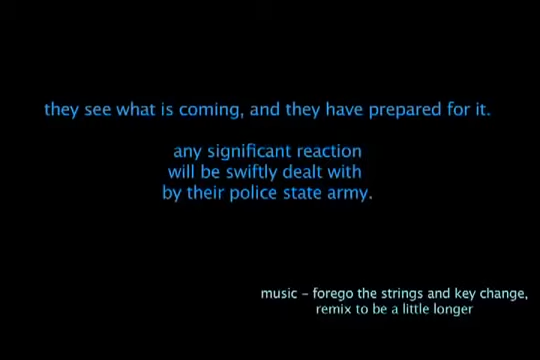 they see what is coming, and they have prepared for it.
any significant reaction
will be swiftly dealt with
by their police state army.
music – forego the strings and key change,
remix to be a little longer